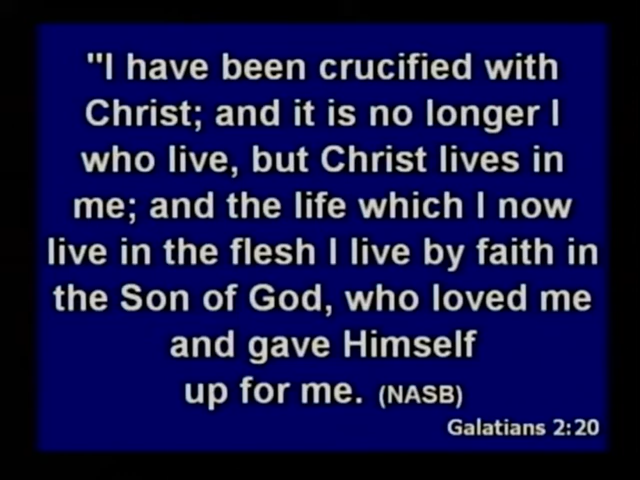 "I have been crucified with
Christ; and it is no longer I
who live, but Christ lives in
me; and the life which I now
live in the flesh I live by faith in
the Son of God, who loved me
and gave Himself
up for me. (NASB)
Galatians 2:20